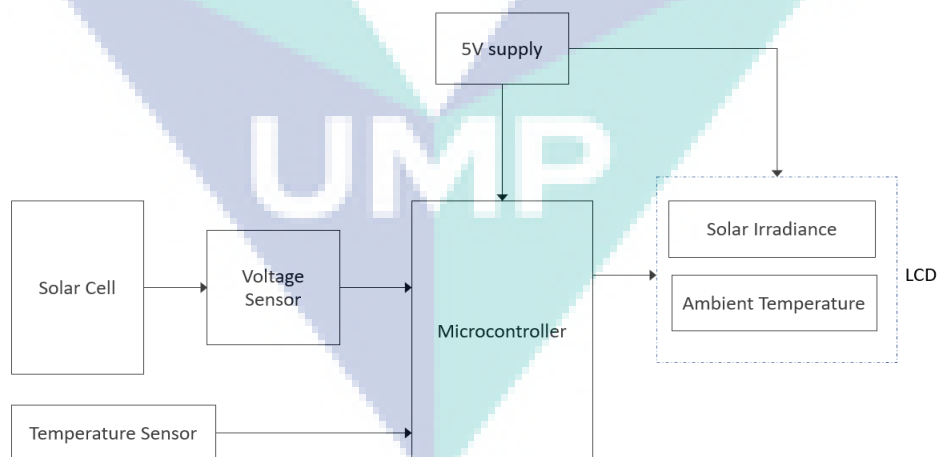 5V supply
UMP
Solar Irradiance
Solar Cell
Voltage
Sensor
LCD
Ambient Temperature
Microcontroller
Temperature Sensor